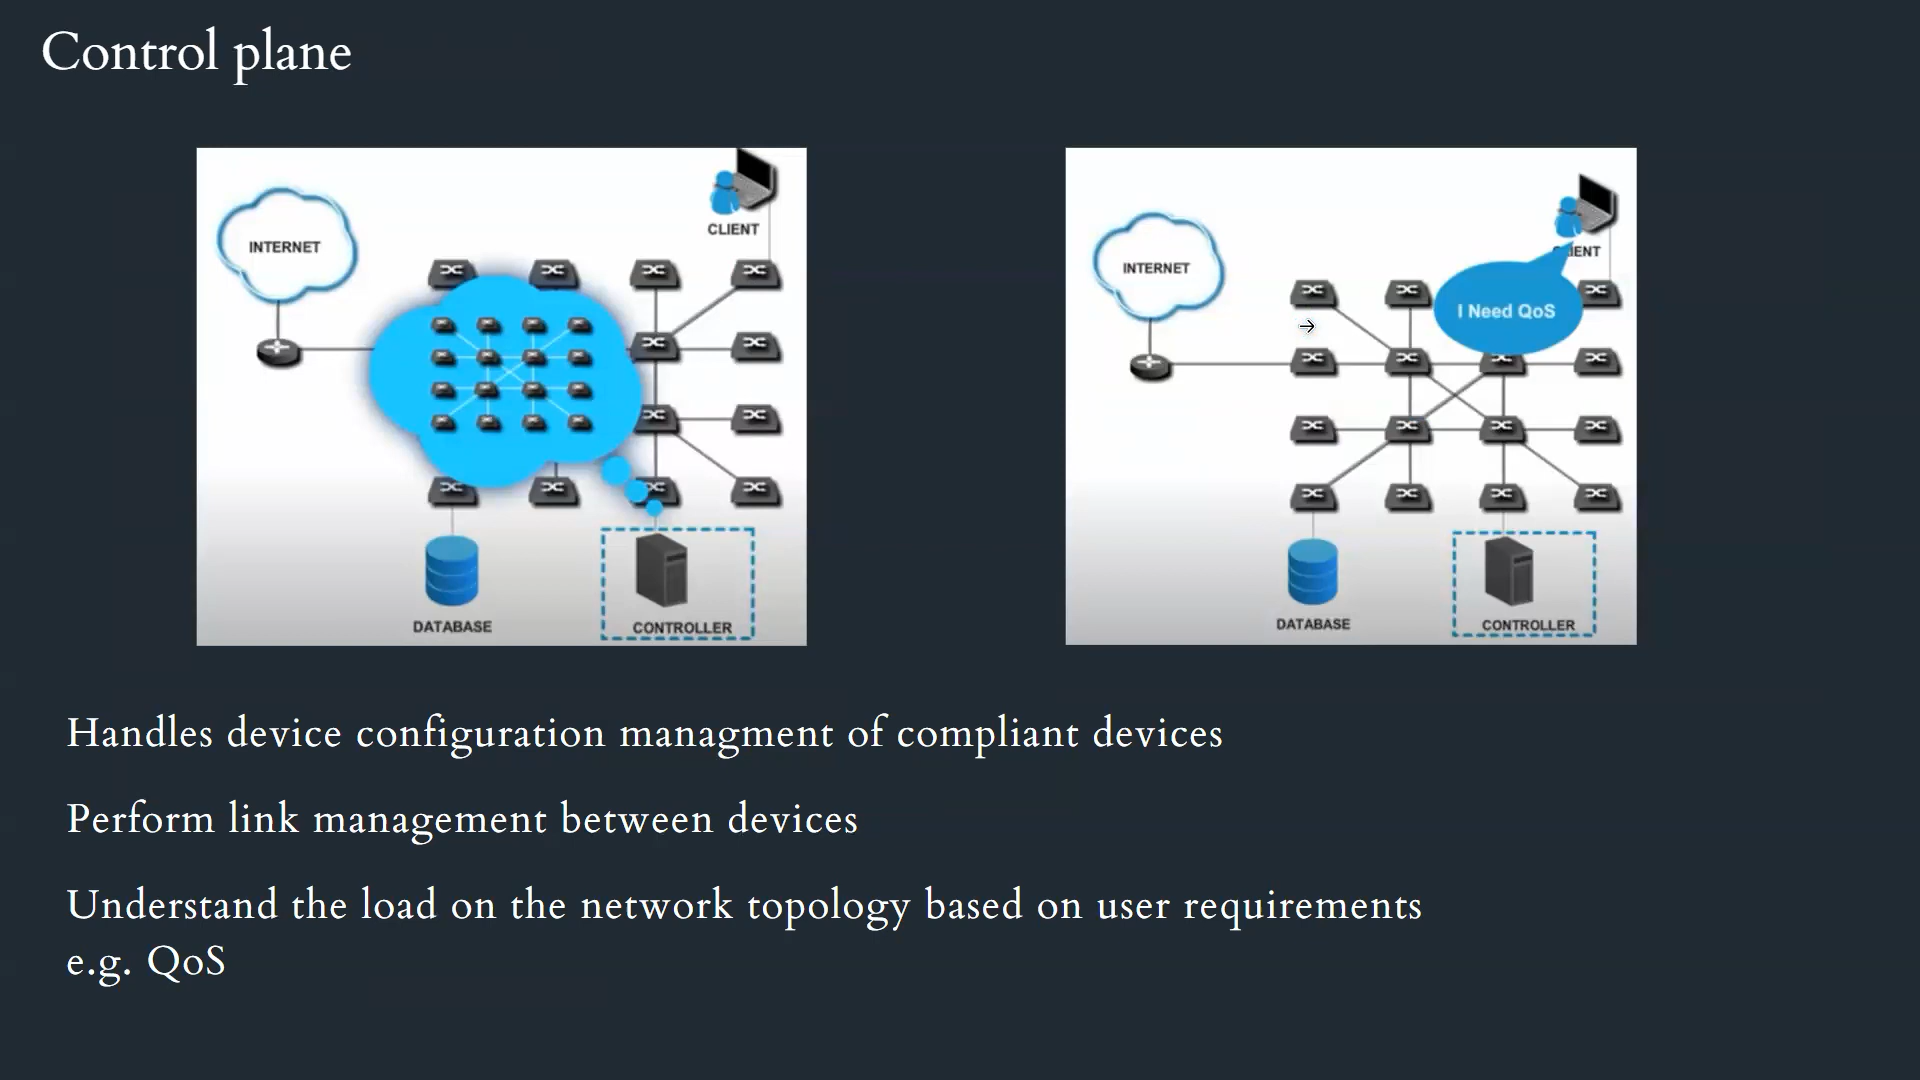 Control plane
INTERNET
CLIENT
DATABASE
CONTROLLER
INTERNET
I Need QoS
DATABASE
CONTROLLER
Handles device configuration managment of compliant devices
Perform link management between devices
Understand the load on the network topology based on user requirements
e.g. QoS